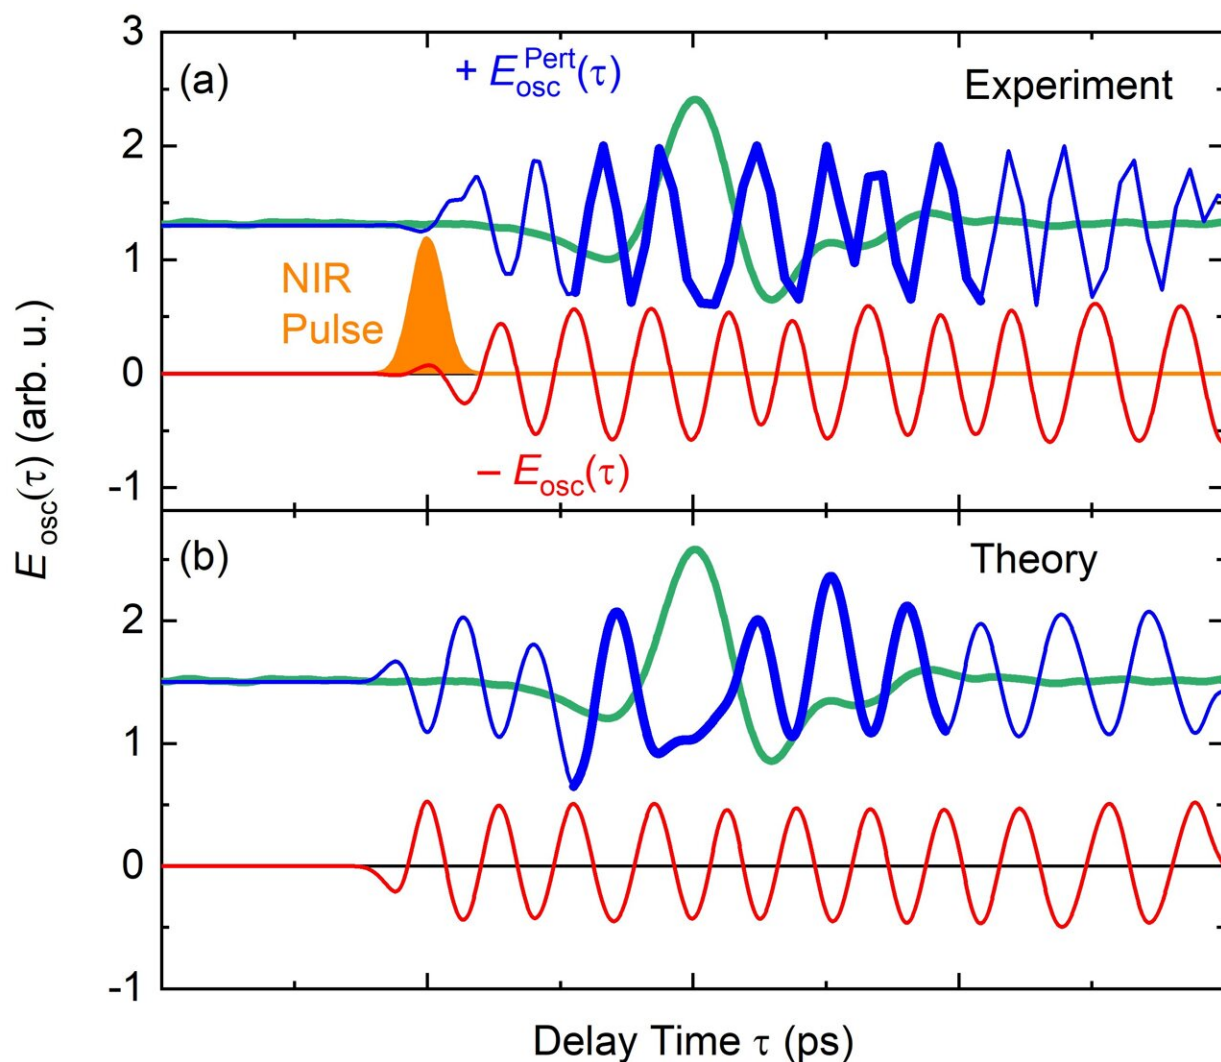 3
(a)
+ E_osc^Pert(τ)
Experiment
2
1
NIR
Pulse
0
− E_osc(τ)
-1
E_osc(τ) (arb. u.)
(b)
Theory
2
1
0
-1
Delay Time τ (ps)